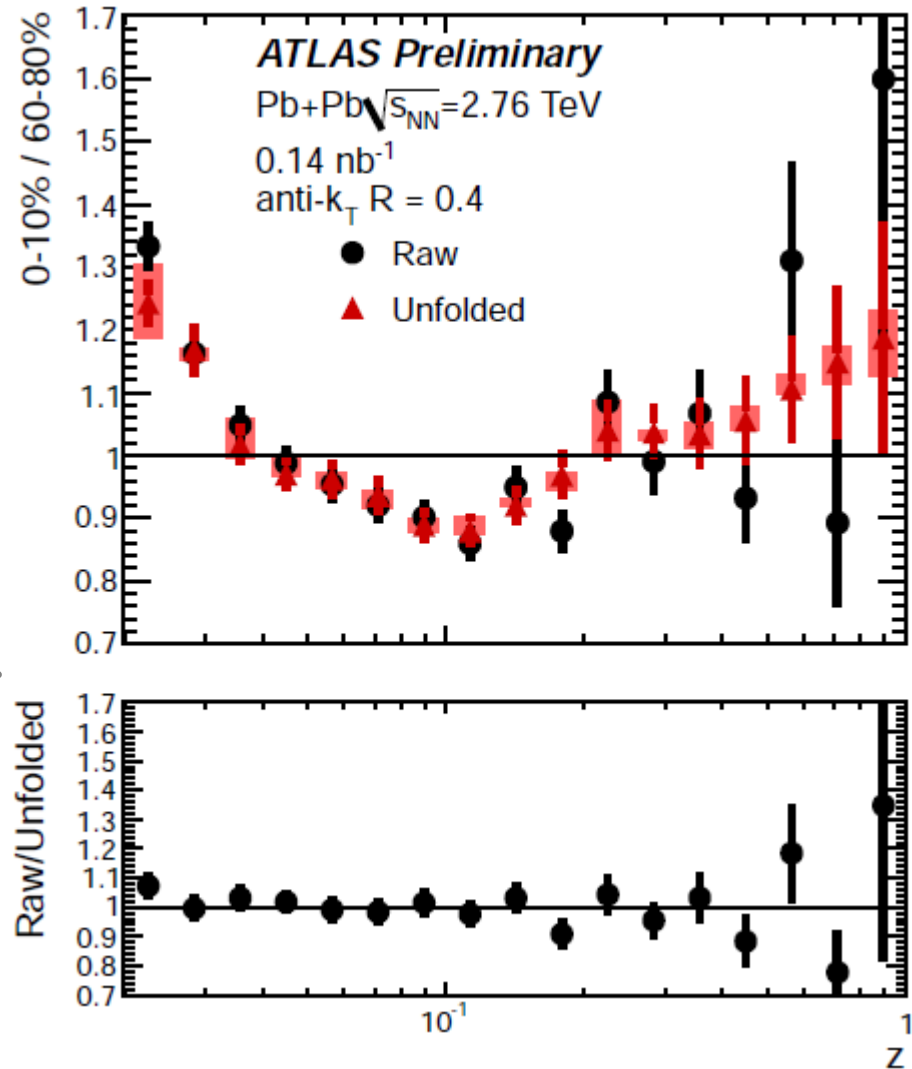 0-10% / 60-80%
1.7
1.6
1.5
1.4
1.3
1.2
1.1
1
0.9
0.8
0.7
ATLAS Preliminary
Pb+Pb √s_NN=2.76 TeV
0.14 nb⁻¹
anti-k_T R = 0.4
Raw
Unfolded
Raw/Unfolded
1.7
1.6
1.5
1.4
1.3
1.2
1.1
1
0.9
0.8
0.7
10⁻¹
1
z